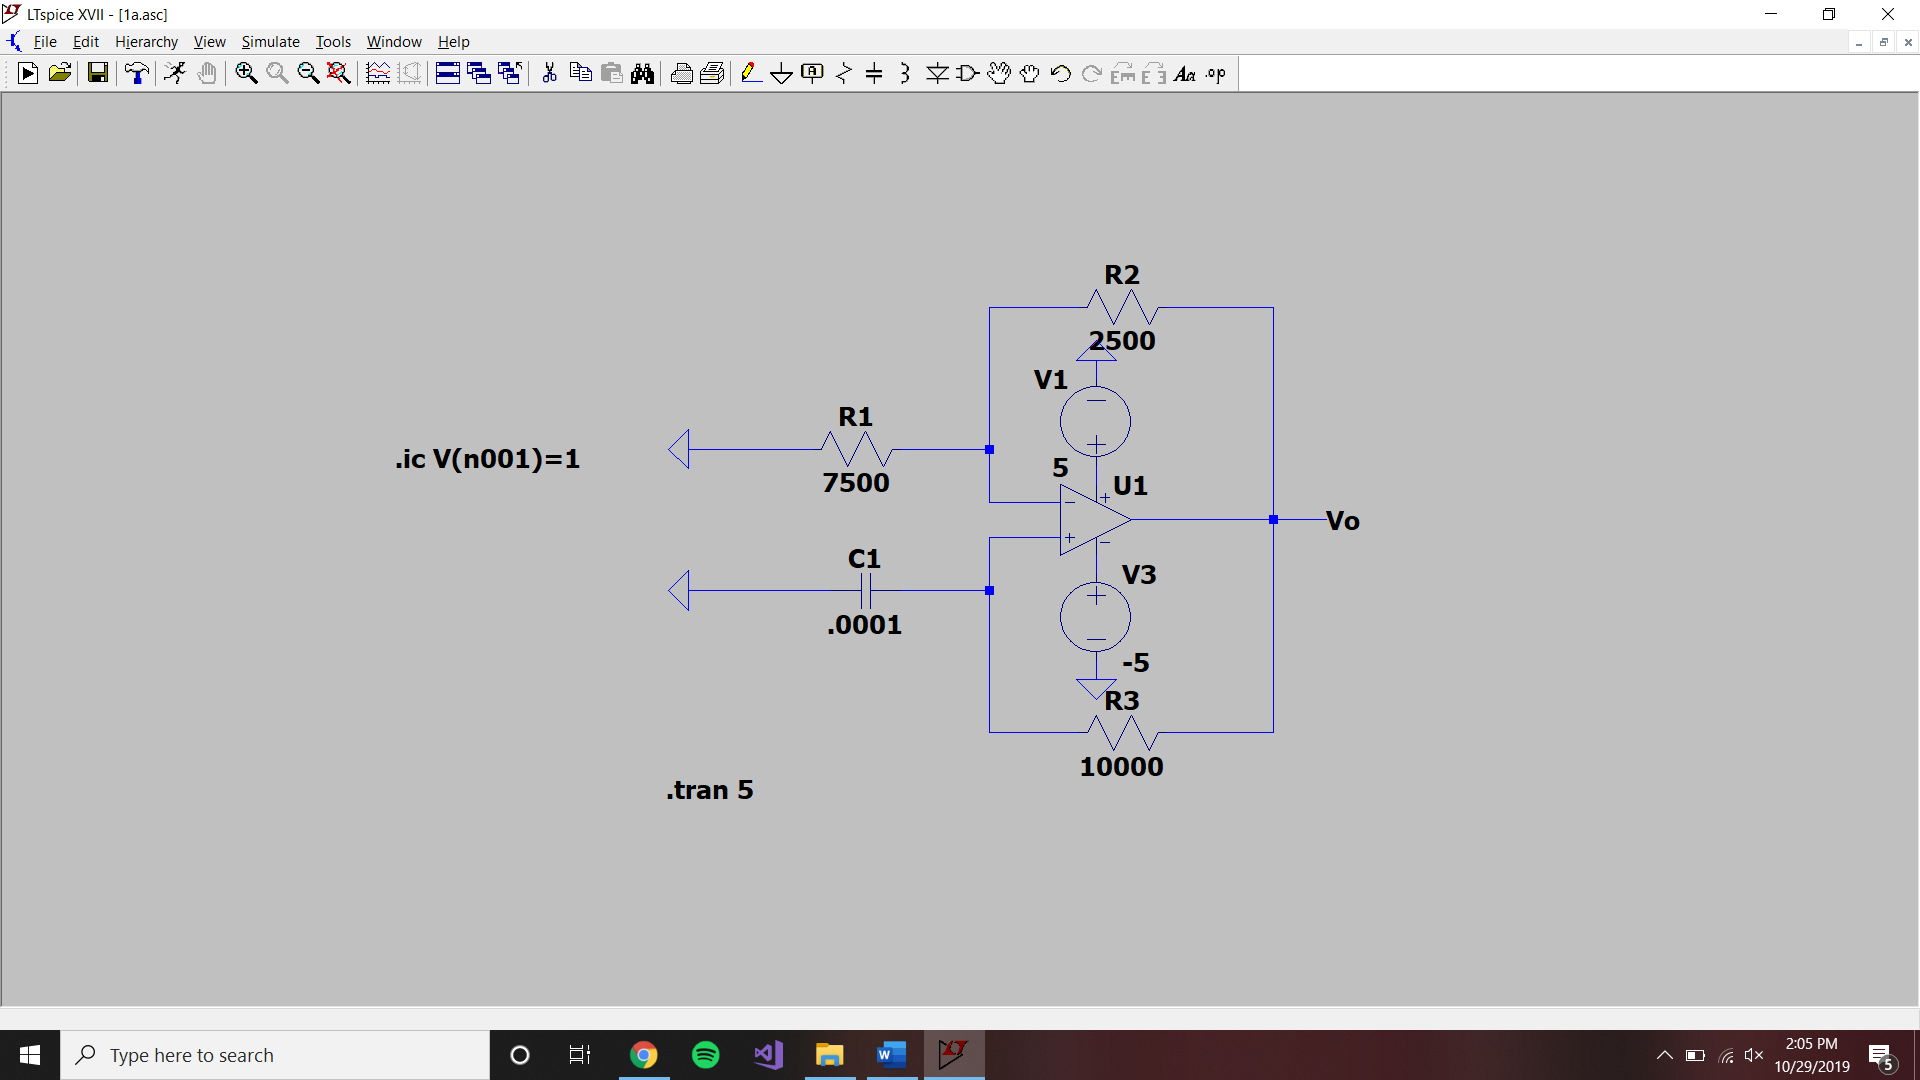 LTspice XVII - [1a.asc]
File Edit Hierarchy View Simulate Tools Window Help
R2
2500
V1
R1
.ic V(n001)=1
5
7500
U1
Vo
C1
V3
.0001
-5
R3
10000
.tran 5
Type here to search
2:05 PM
10/29/2019
5